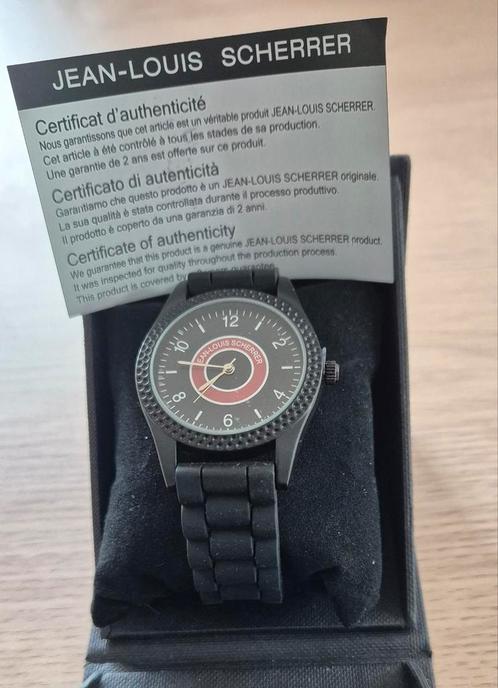 JEAN-LOUIS SCHERRER
Certificat d'authenticité
Nous garantissons que cet article est un véritable produit JEAN-LOUIS SCHERRER.
Cet article à été contrôlé à tous les stades de sa production.
Une garantie de 2 ans est offerte sur ce produit.
Certificato di autenticità
Garantiamo che questo prodotto è un JEAN-LOUIS SCHERRER originale.
La sua qualità è stata controllata durante il processo produttivo.
Il prodotto è coperto da una garanzia di 2 anni.
Certificate of authenticity
We guarantee that this product is a genuine JEAN-LOUIS SCHERRER product.
It was inspected for quality throughout the production process.
This product is covered by guarantee
12
10
2
JEAN-LOUIS SCHERRER
8
4
6